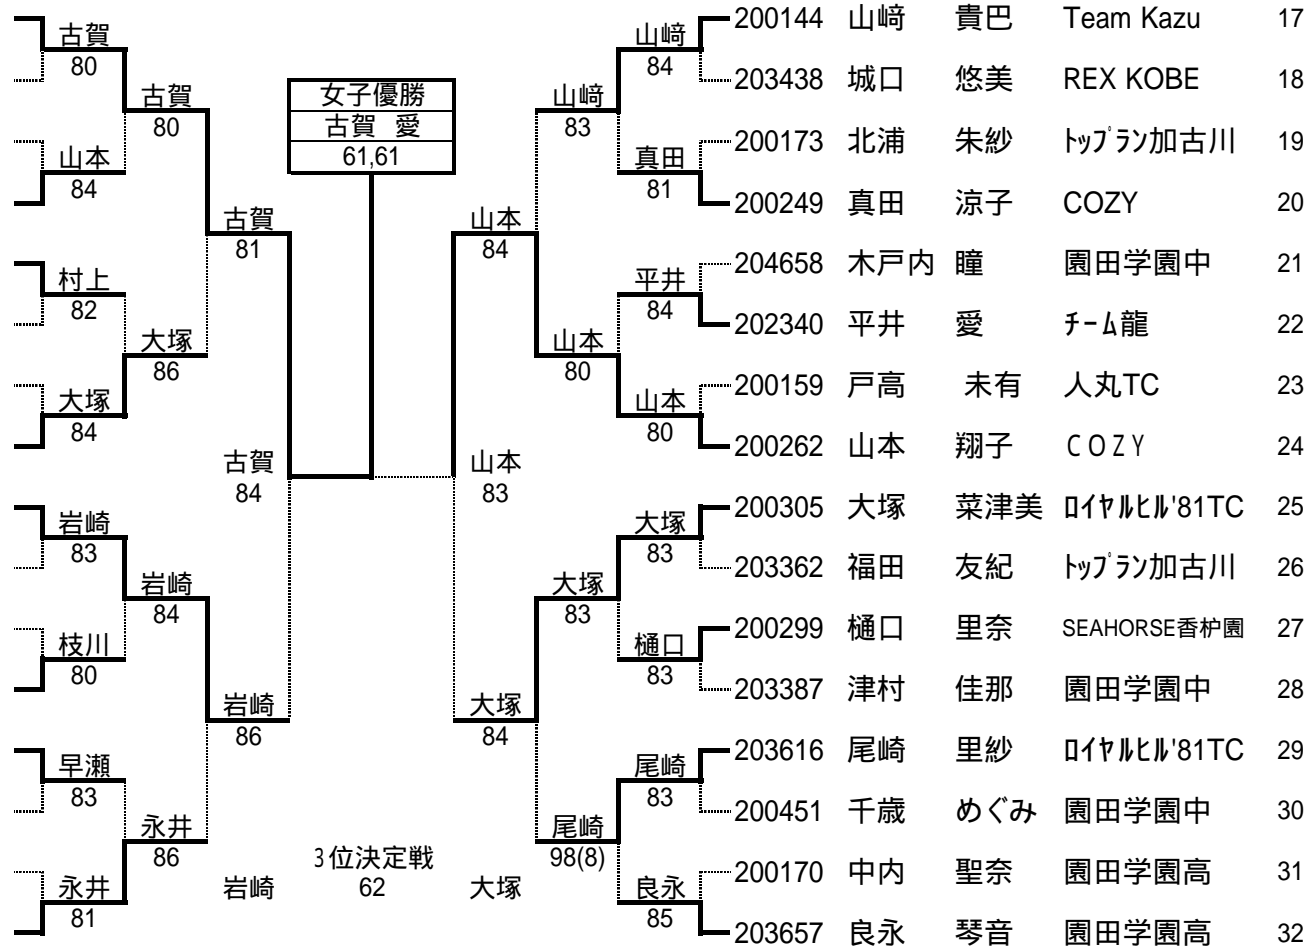 200144 山﨑 貴巴 Team Kazu 17
古賀 山﨑
80 84
203438 城口 悠美 REX KOBE 18
古賀 女子優勝 山﨑
80 古賀 愛 83
200173 北浦 朱紗 ﾄｯﾌﾟﾗﾝ加古川 19
山本 61,61 真田
84 81
200249 真田 涼子 COZY 20
古賀 山本
81 84
204658 木戸内 瞳 園田学園中 21
村上 平井
82 84
202340 平井 愛 ﾁｰﾑ龍 22
大塚 山本
86 80
200159 戸高 未有 人丸TC 23
大塚 山本
84 80
200262 山本 翔子 ＣＯＺＹ 24
古賀 山本
84 83
200305 大塚 菜津美 ﾛｲﾔﾙﾋﾙ'81TC 25
岩崎 大塚
83 83
203362 福田 友紀 ﾄｯﾌﾟﾗﾝ加古川 26
岩崎 大塚
84 83
200299 樋口 里奈 SEAHORSE香枦園 27
枝川 樋口
80 83
203387 津村 佳那 園田学園中 28
岩崎 大塚
86 84
203616 尾崎 里紗 ﾛｲﾔﾙﾋﾙ'81TC 29
早瀬 尾崎
83 83
200451 千歳 めぐみ 園田学園中 30
永井 尾崎
86 3位決定戦 98(8)
200170 中内 聖奈 園田学園高 31
永井 岩崎 62 大塚 良永
81 85
203657 良永 琴音 園田学園高 32